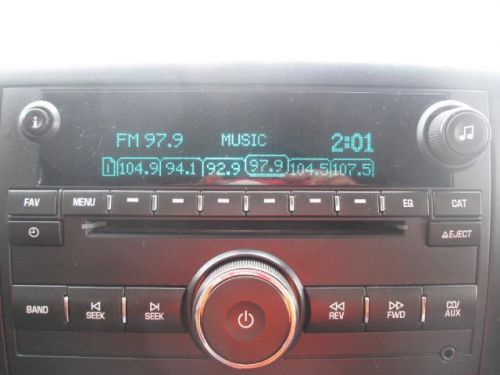 FM 97.9 MUSIC 2:01
1 104.9 94.1 92.9 97.9 104.5 107.5
FAV MENU EQ CAT
EJECT
BAND SEEK SEEK REV FWD CD/AUX